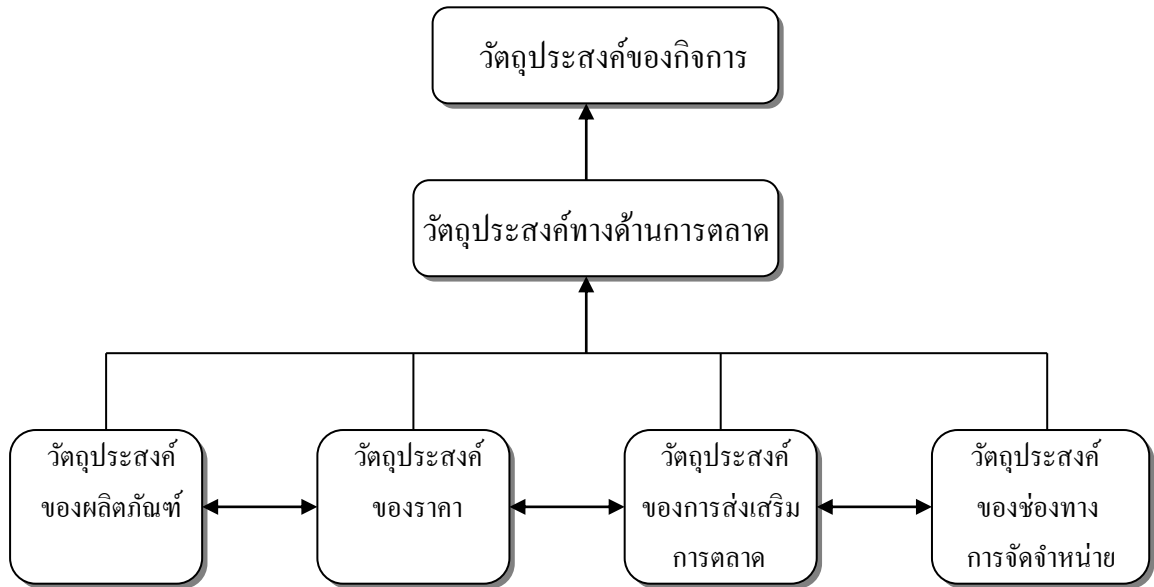 วัตถุประสงค์ของกิจการ
วัตถุประสงค์ทางด้านการตลาด
วัตถุประสงค์
ของผลิตภัณฑ์
วัตถุประสงค์
ของราคา
วัตถุประสงค์
ของการส่งเสริม
การตลาด
วัตถุประสงค์
ของช่องทาง
การจัดจำหน่าย